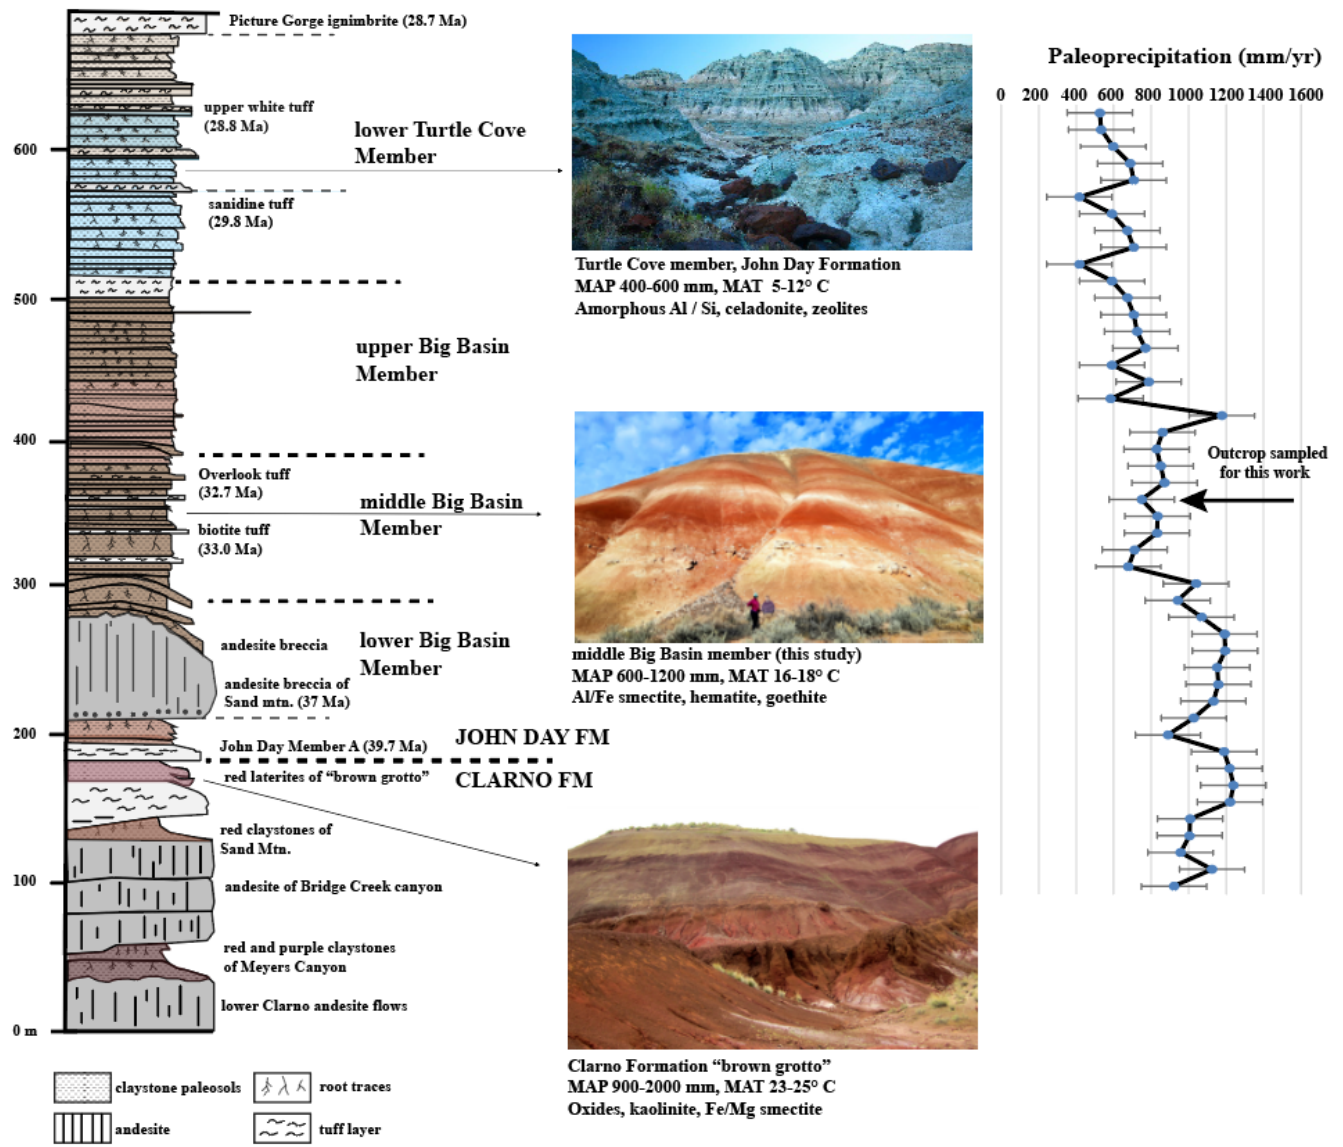 Picture Gorge ignimbrite (28.7 Ma)
upper white tuff
(28.8 Ma)
600
lower Turtle Cove
Member
sanidine tuff
(29.8 Ma)
500
upper Big Basin
Member
400
Overlook tuff
(32.7 Ma)
middle Big Basin
Member
biotite tuff
(33.0 Ma)
300
andesite breccia
lower Big Basin
Member
andesite breccia of
Sand mtn. (37 Ma)
200
John Day Member A (39.7 Ma)
JOHN DAY FM
red laterites of “brown grotto”
CLARNO FM
red claystones of
Sand Mtn.
100
andesite of Bridge Creek canyon
red and purple claystones
of Meyers Canyon
lower Clarno andesite flows
0 m
claystone paleosols
root traces
andesite
tuff layer
Turtle Cove member, John Day Formation
MAP 400-600 mm, MAT 5-12° C
Amorphous Al / Si, celadonite, zeolites
middle Big Basin member (this study)
MAP 600-1200 mm, MAT 16-18° C
Al/Fe smectite, hematite, goethite
Clarno Formation “brown grotto”
MAP 900-2000 mm, MAT 23-25° C
Oxides, kaolinite, Fe/Mg smectite
Paleoprecipitation (mm/yr)
0 200 400 600 800 1000 1200 1400 1600
Outcrop sampled
for this work